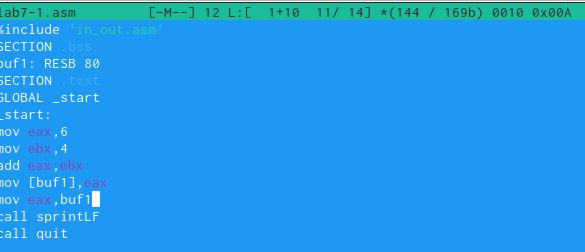 lab7-1.asm [-M--] 12 L:[ 1+10 11/ 14] *(144 / 169b) 0010 0x00A
%include 'in_out.asm'
SECTION .bss
buf1: RESB 80
SECTION .text
GLOBAL _start
_start:
mov eax,6
mov ebx,4
add eax,ebx
mov [buf1],eax
mov eax,buf1
call sprintLF
call quit